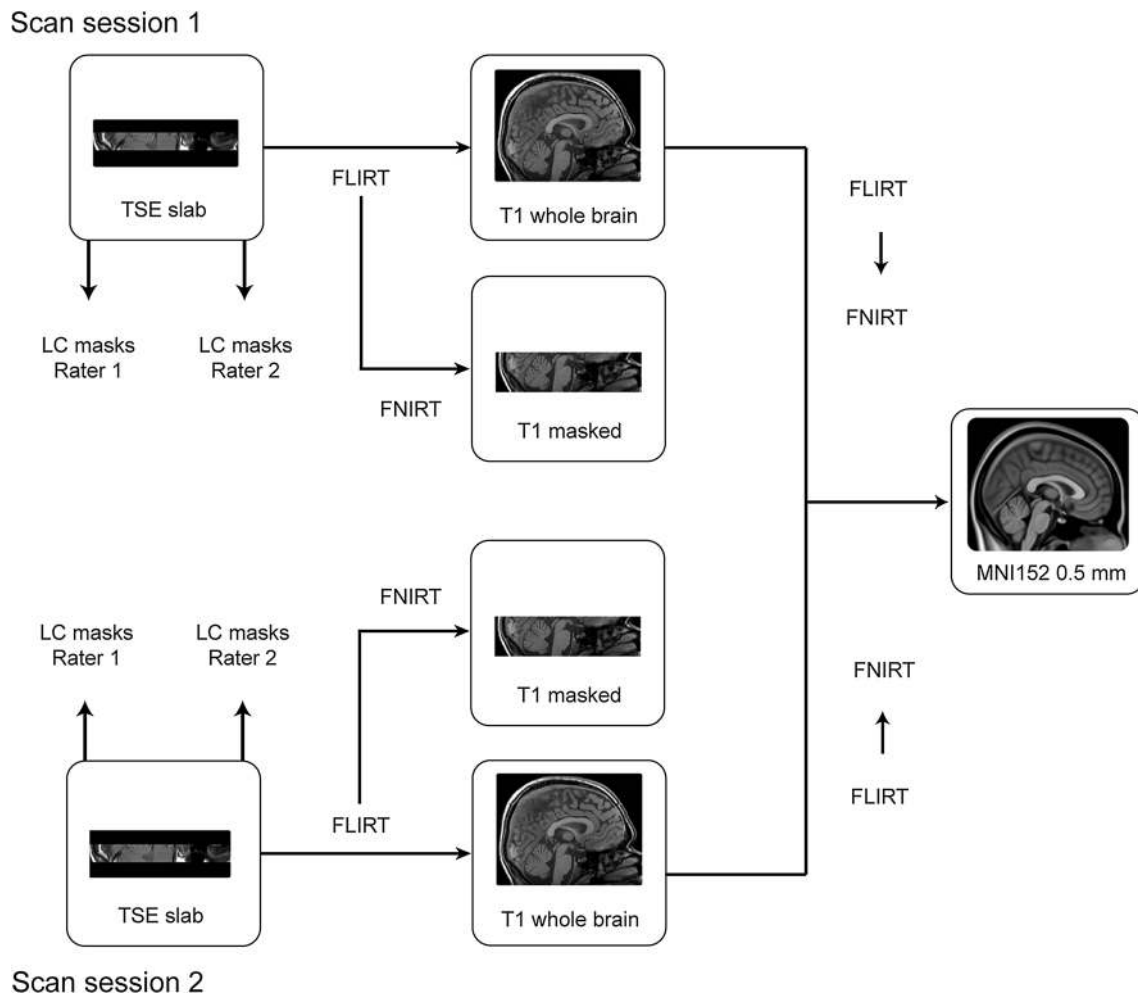 Scan session 1
TSE slab
FLIRT
T1 whole brain
FLIRT
FNIRT
LC masks
Rater 1
LC masks
Rater 2
FNIRT
T1 masked
MNI152 0.5 mm
LC masks
Rater 1
LC masks
Rater 2
FNIRT
T1 masked
FNIRT
FLIRT
FLIRT
TSE slab
T1 whole brain
Scan session 2